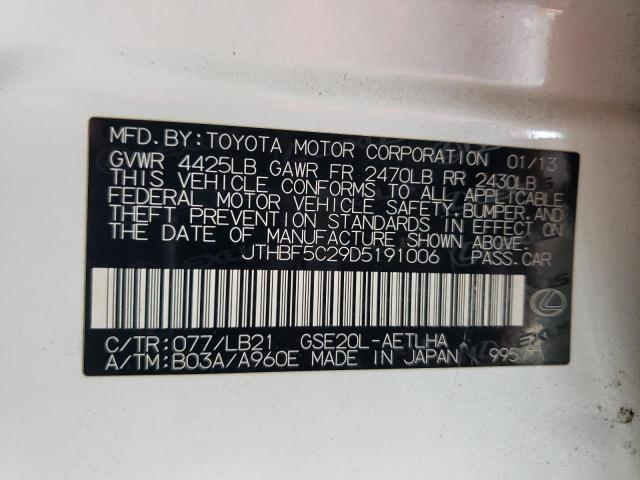 MFD.BY:TOYOTA MOTOR CORPORATION 01/13
GVWR 4425LB GAWR FR 2470LB RR 2430LB
THIS VEHICLE CONFORMS TO ALL APPLICABLE
FEDERAL MOTOR VEHICLE SAFETY,BUMPER,AND
THEFT PREVENTION STANDARDS IN EFFECT ON
THE DATE OF MANUFACTURE SHOWN ABOVE.
JTHBF5C29D5191006 PASS.CAR
C/TR:077/LB21 GSE20L-AETLHA
A/TM:B03A/A960E MADE IN JAPAN 995
LEXUS